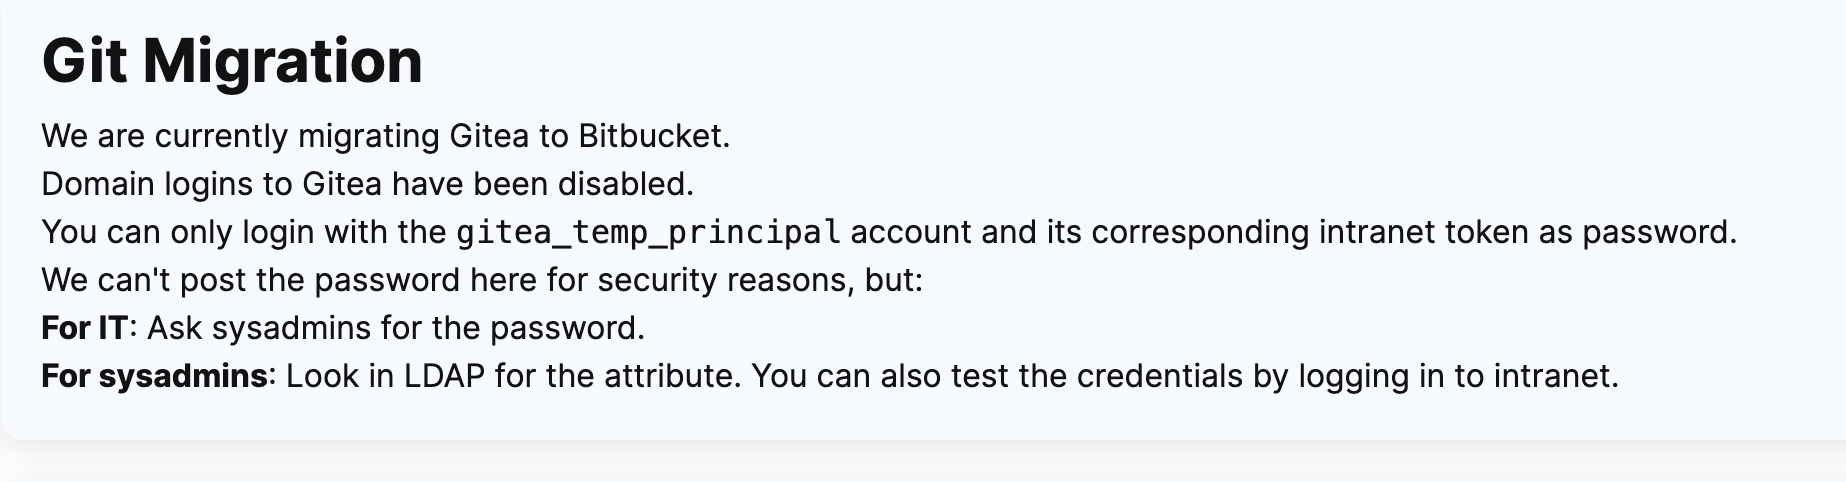 Git Migration
We are currently migrating Gitea to Bitbucket.
Domain logins to Gitea have been disabled.
You can only login with the gitea_temp_principal account and its corresponding intranet token as password.
We can't post the password here for security reasons, but:
For IT: Ask sysadmins for the password.
For sysadmins: Look in LDAP for the attribute. You can also test the credentials by logging in to intranet.